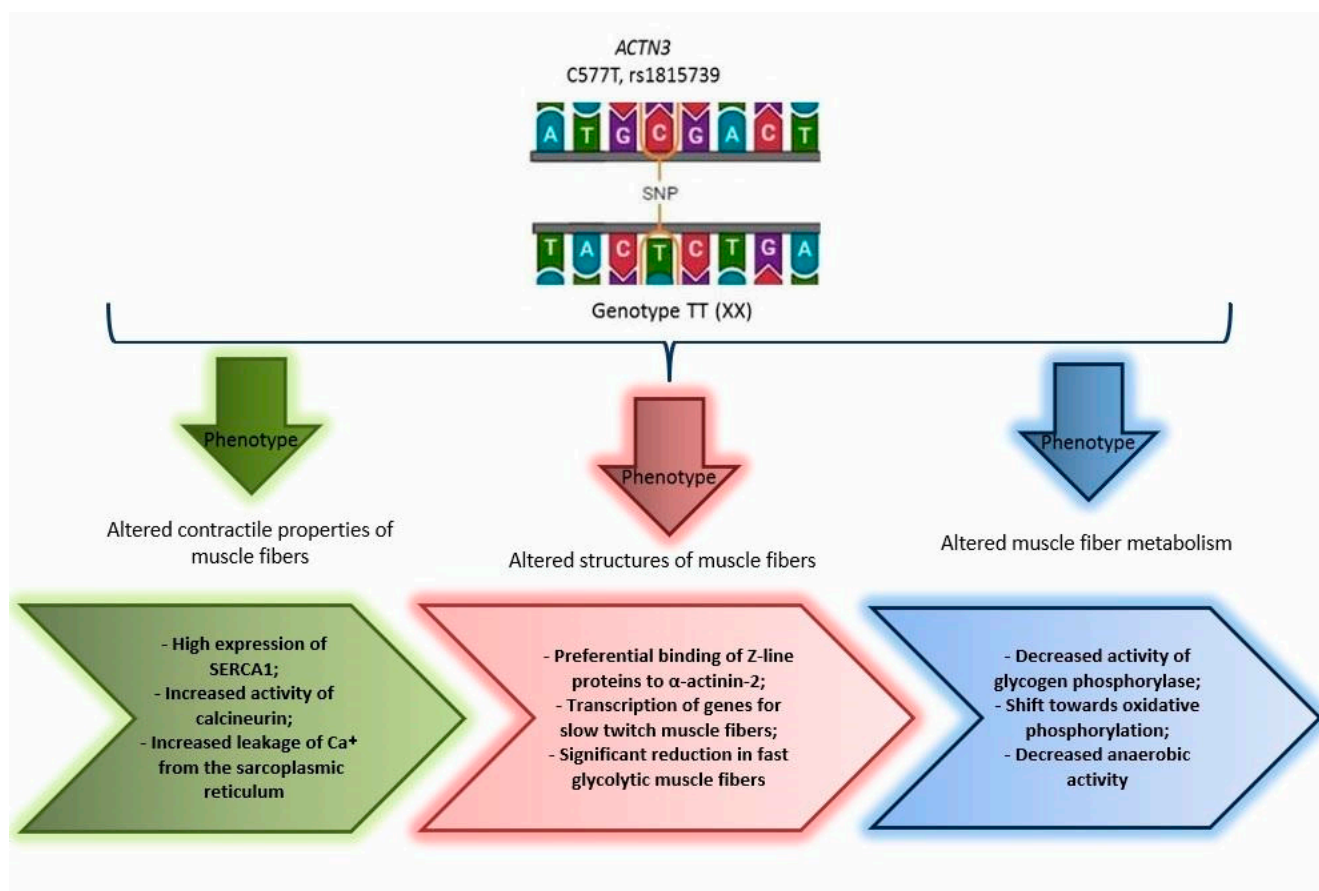 ACTN3
C577T, rs1815739
A T G C G A C T
SNP
T A C T C T G A
Genotype TT (XX)
Phenotype
Phenotype
Phenotype
Altered contractile properties of
muscle fibers
Altered structures of muscle fibers
Altered muscle fiber metabolism
- High expression of
SERCA1;
- Increased activity of
calcineurin;
- Increased leakage of Ca⁺
from the sarcoplasmic
reticulum
- Preferential binding of Z-line
proteins to α-actinin-2;
- Transcription of genes for
slow twitch muscle fibers;
- Significant reduction in fast
glycolytic muscle fibers
- Decreased activity of
glycogen phosphorylase;
- Shift towards oxidative
phosphorylation;
- Decreased anaerobic
activity